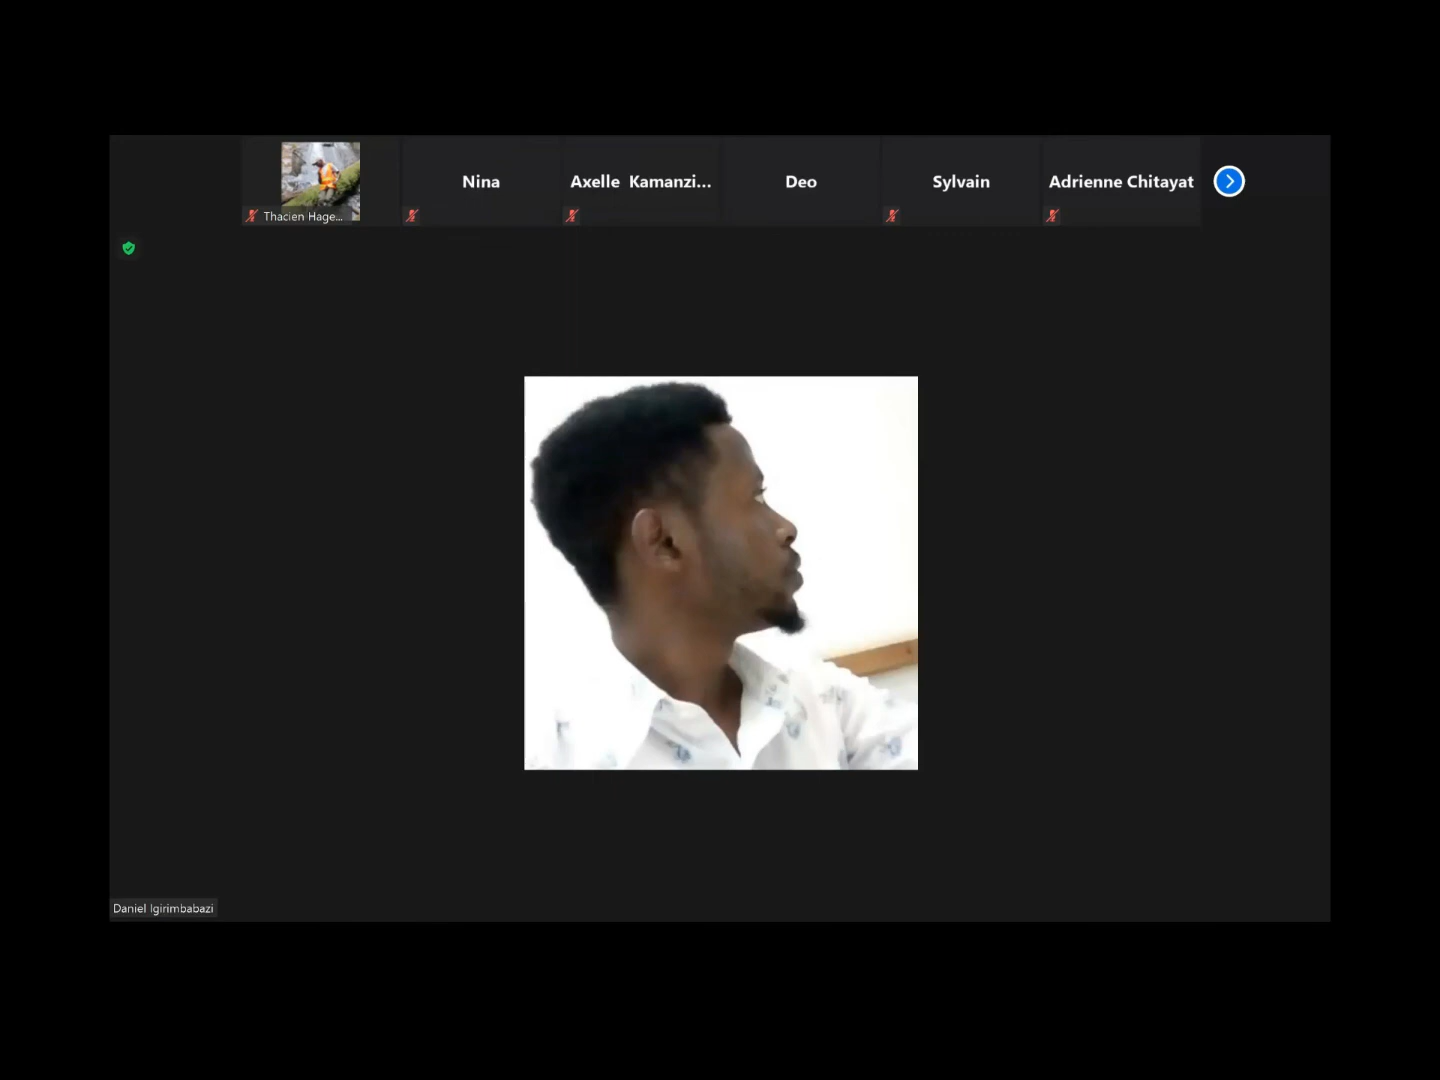 Nina
Axelle Kamanzi...
Deo
Sylvain
Adrienne Chitayat
Thacien Hage...
Daniel Igirimbabazi